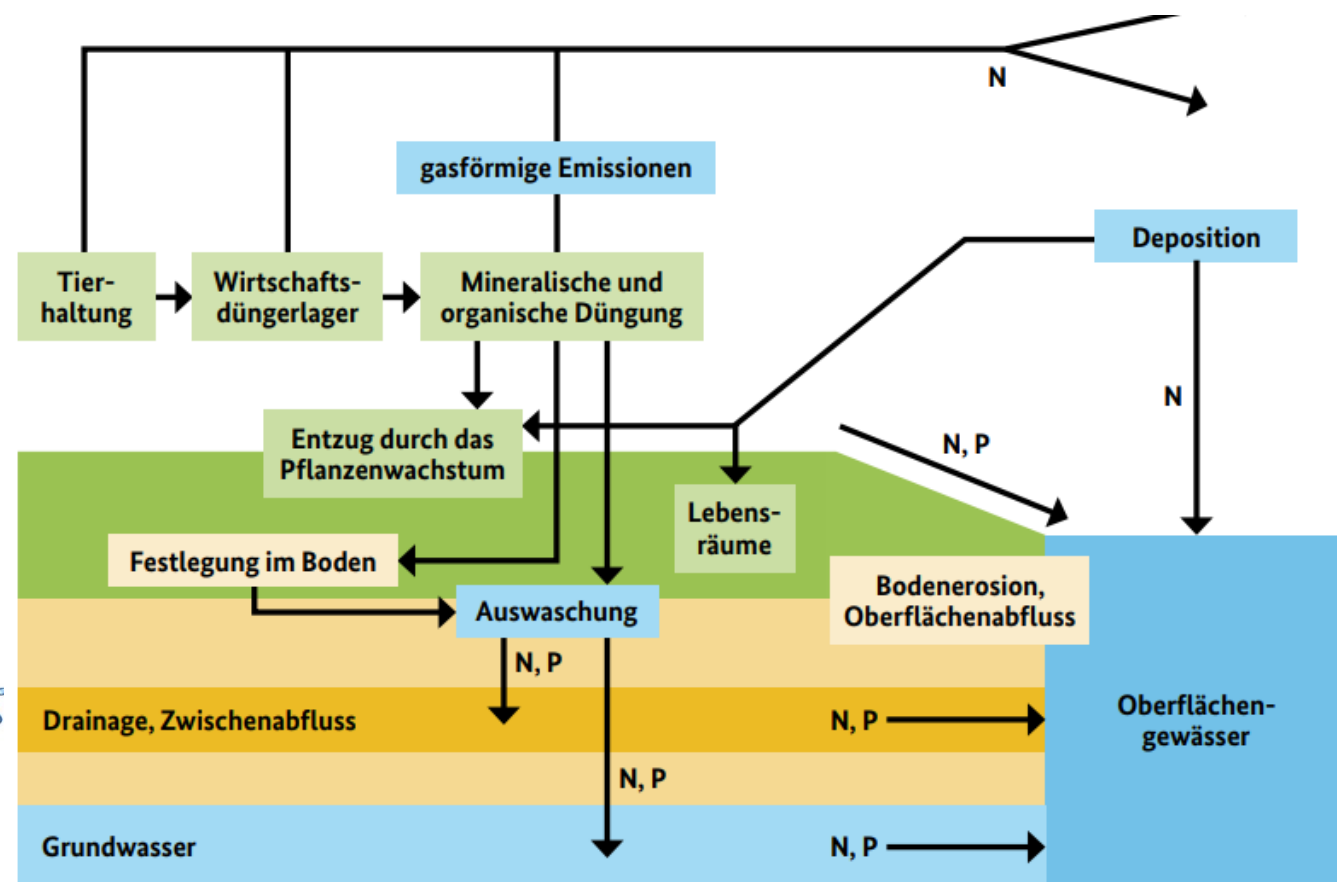 N
gasförmige Emissionen
Deposition
Tier-
haltung
Wirtschafts-
düngerlager
Mineralische und
organische Düngung
N
Entzug durch das
Pflanzenwachstum
N, P
Lebens-
räume
Festlegung im Boden
Auswaschung
Bodenerosion,
Oberflächenabfluss
N, P
Drainage, Zwischenabfluss
N, P
Oberflächen-
gewässer
N, P
Grundwasser
N, P